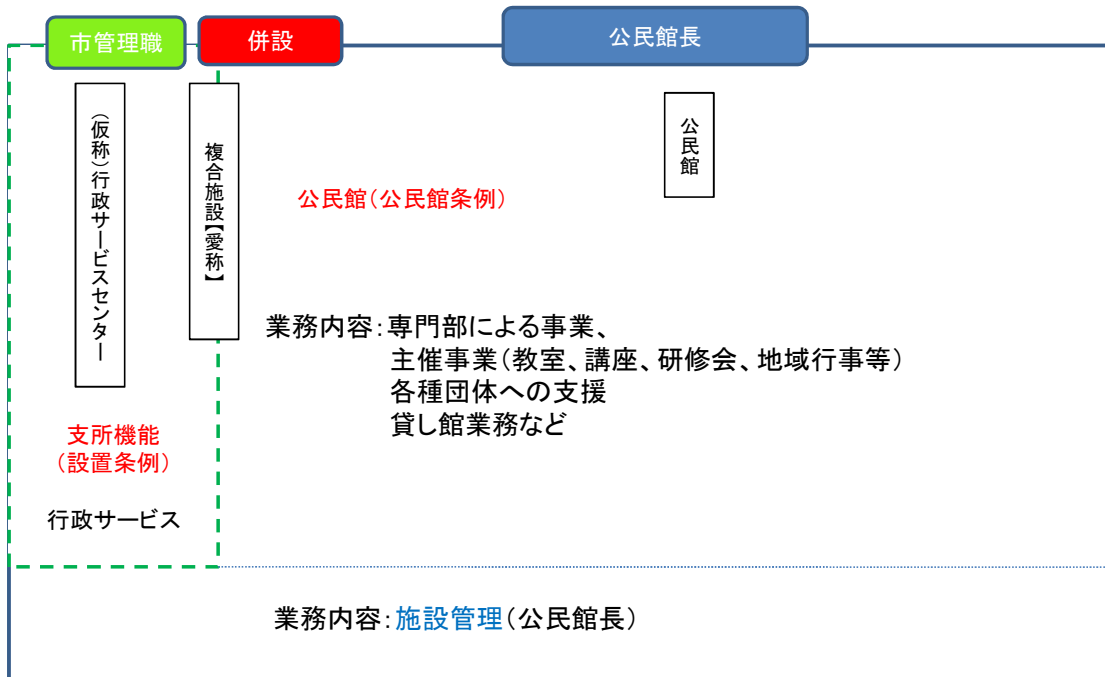 市管理職
併設
公民館長
（仮称）行政サービスセンター
複合施設【愛称】
公民館
公民館（公民館条例）
業務内容：専門部による事業、
主催事業（教室、講座、研修会、地域行事等）
各種団体への支援
貸し館業務など
支所機能
（設置条例）
行政サービス
業務内容：施設管理（公民館長）